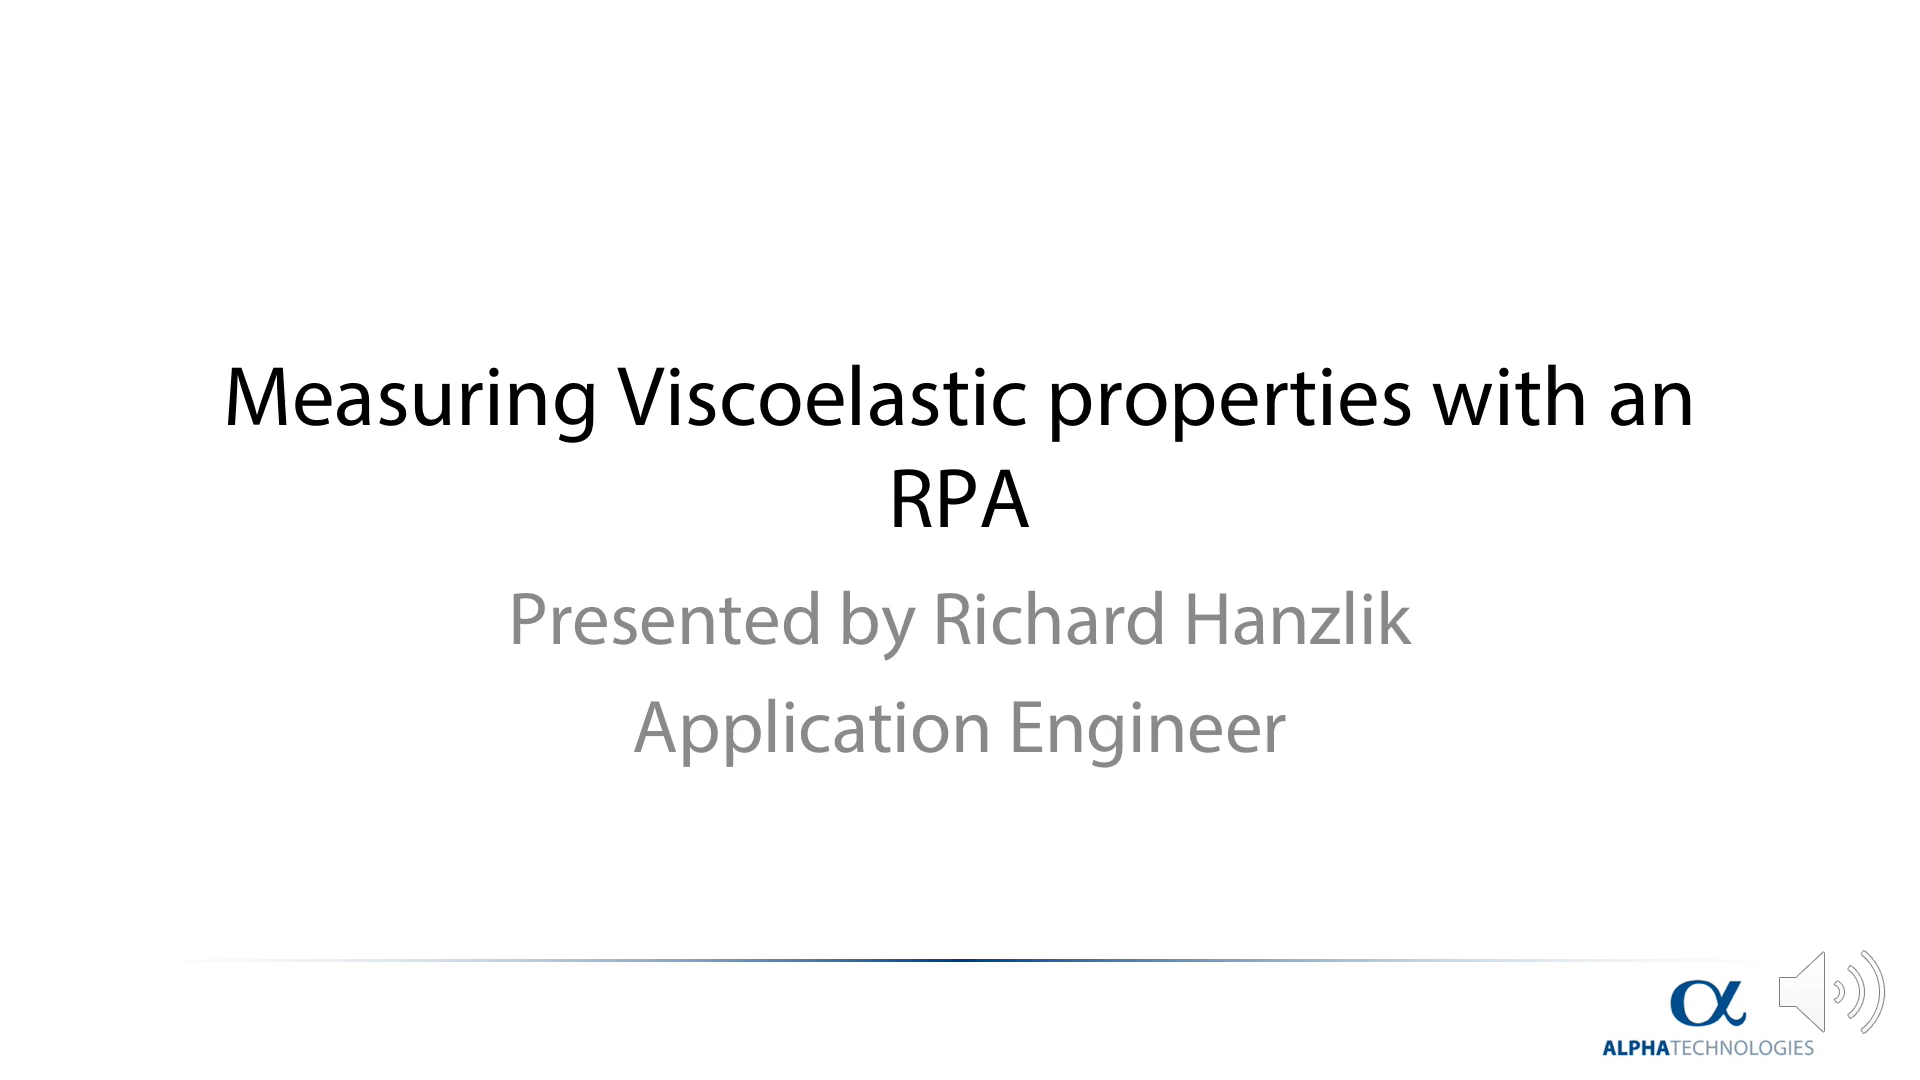 Measuring Viscoelastic properties with an
RPA
Presented by Richard Hanzlik
Application Engineer
α
ALPHATECHNOLOGIES